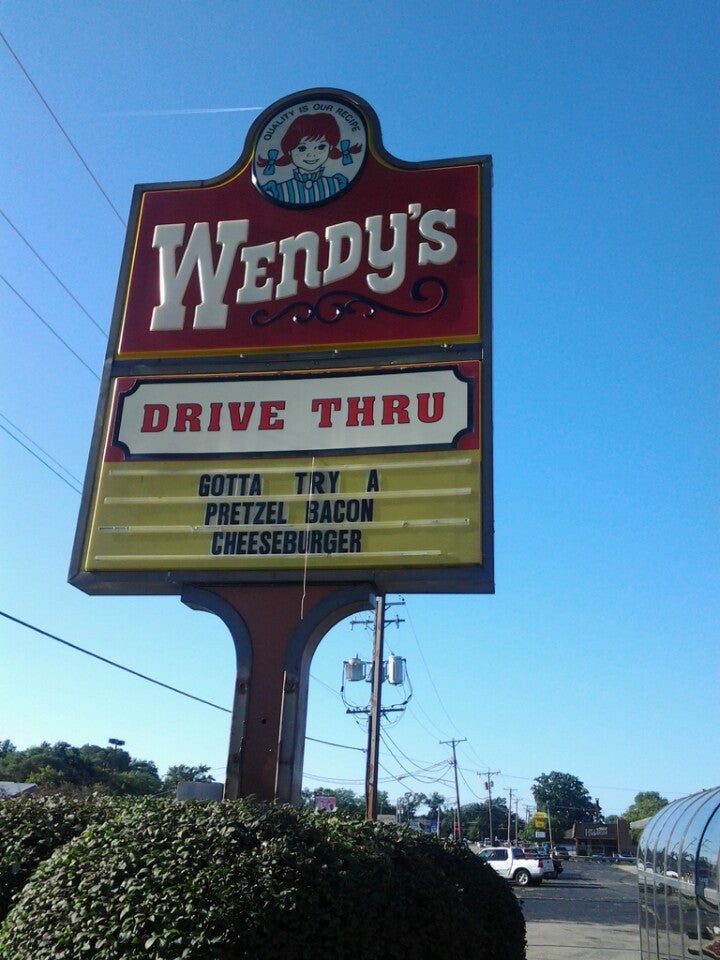 QUALITY IS OUR RECIPE
WENDY'S
DRIVE THRU
GOTTA TRY A
PRETZEL BACON
CHEESEBURGER